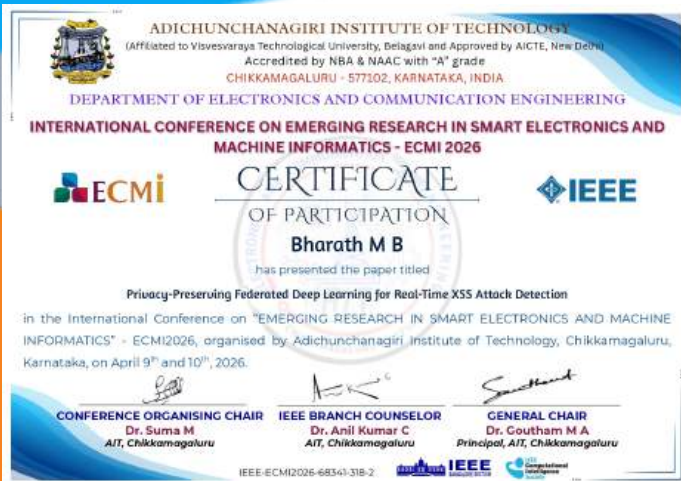 ADICHUNCHANAGIRI INSTITUTE OF TECHNOLOGY
(Affiliated to Visvesvaraya Technological University, Belagavi and Approved by AICTE, New Delhi)
Accredited by NBA & NAAC with "A" grade
CHIKKAMAGALURU - 577102, KARNATAKA, INDIA
DEPARTMENT OF ELECTRONICS AND COMMUNICATION ENGINEERING
INTERNATIONAL CONFERENCE ON EMERGING RESEARCH IN SMART ELECTRONICS AND
MACHINE INFORMATICS - ECMI 2026
ECMi
CERTIFICATE
IEEE
OF PARTICIPATION
Bharath M B
has presented the paper titled
Privacy-Preserving Federated Deep Learning for Real-Time XSS Attack Detection
in the International Conference on "EMERGING RESEARCH IN SMART ELECTRONICS AND MACHINE
INFORMATICS" - ECMI2026, organised by Adichunchanagiri Institute of Technology, Chikkamagaluru,
Karnataka, on April 9th and 10th, 2026.
CONFERENCE ORGANISING CHAIR IEEE BRANCH COUNSELOR GENERAL CHAIR
Dr. Suma M Dr. Anil Kumar C Dr. Goutham M A
AIT, Chikkamagaluru AIT, Chikkamagaluru Principal, AIT, Chikkamagaluru
IEEE-ECMI2026-68341-318-2
IEEE
Computational
Intelligence
Society